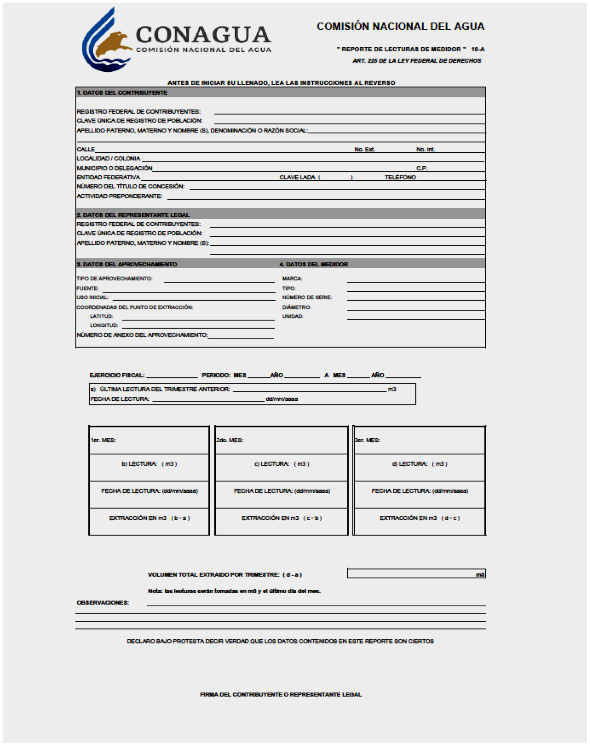 CONAGUA
COMISIÓN NACIONAL DEL AGUA
COMISIÓN NACIONAL DEL AGUA
" REPORTE DE LECTURAS DE MEDIDOR " 10-A
ART. 225 DE LA LEY FEDERAL DE DERECHOS
ANTES DE INICIAR SU LLENADO, LEA LAS INSTRUCCIONES AL REVERSO
1. DATOS DEL CONTRIBUYENTE
REGISTRO FEDERAL DE CONTRIBUYENTES:
CLAVE ÚNICA DE REGISTRO DE POBLACIÓN:
APELLIDO PATERNO, MATERNO Y NOMBRE (S), DENOMINACIÓN O RAZÓN SOCIAL:
CALLE No. Ext. No. Int.
LOCALIDAD / COLONIA
MUNICIPIO O DELEGACIÓN C.P.
ENTIDAD FEDERATIVA CLAVE LADA ( ) TELÉFONO
NÚMERO DEL TÍTULO DE CONCESIÓN:
ACTIVIDAD PREPONDERANTE:
2. DATOS DEL REPRESENTANTE LEGAL
REGISTRO FEDERAL DE CONTRIBUYENTES:
CLAVE ÚNICA DE REGISTRO DE POBLACIÓN:
APELLIDO PATERNO, MATERNO Y NOMBRE (S):
3. DATOS DEL APROVECHAMIENTO 4. DATOS DEL MEDIDOR
TIPO DE APROVECHAMIENTO: MARCA:
FUENTE: TIPO:
USO INICIAL: NÚMERO DE SERIE:
COORDENADAS DEL PUNTO DE EXTRACCIÓN: DIÁMETRO:
LATITUD: UNIDAD:
LONGITUD:
NÚMERO DE ANEXO DEL APROVECHAMIENTO:
EJERCICIO FISCAL: PERIODO: MES AÑO A MES AÑO
a) ÚLTIMA LECTURA DEL TRIMESTRE ANTERIOR: m3
FECHA DE LECTURA: dd/mm/aaaa
1er. MES: 2do. MES: 3er. MES:
b) LECTURA: ( m3 ) c) LECTURA: ( m3 ) d) LECTURA: ( m3 )
FECHA DE LECTURA: (dd/mm/aaaa) FECHA DE LECTURA: (dd/mm/aaaa) FECHA DE LECTURA: (dd/mm/aaaa)
EXTRACCIÓN EN m3 ( b - a ) EXTRACCIÓN EN m3 ( c - b ) EXTRACCIÓN EN m3 ( d - c )
VOLUMEN TOTAL EXTRAIDO POR TRIMESTRE: ( d - a ) m3
Nota: las lecturas serán tomadas en m3 y el último día del mes.
OBSERVACIONES:
DECLARO BAJO PROTESTA DECIR VERDAD QUE LOS DATOS CONTENIDOS EN ESTE REPORTE SON CIERTOS
FIRMA DEL CONTRIBUYENTE O REPRESENTANTE LEGAL